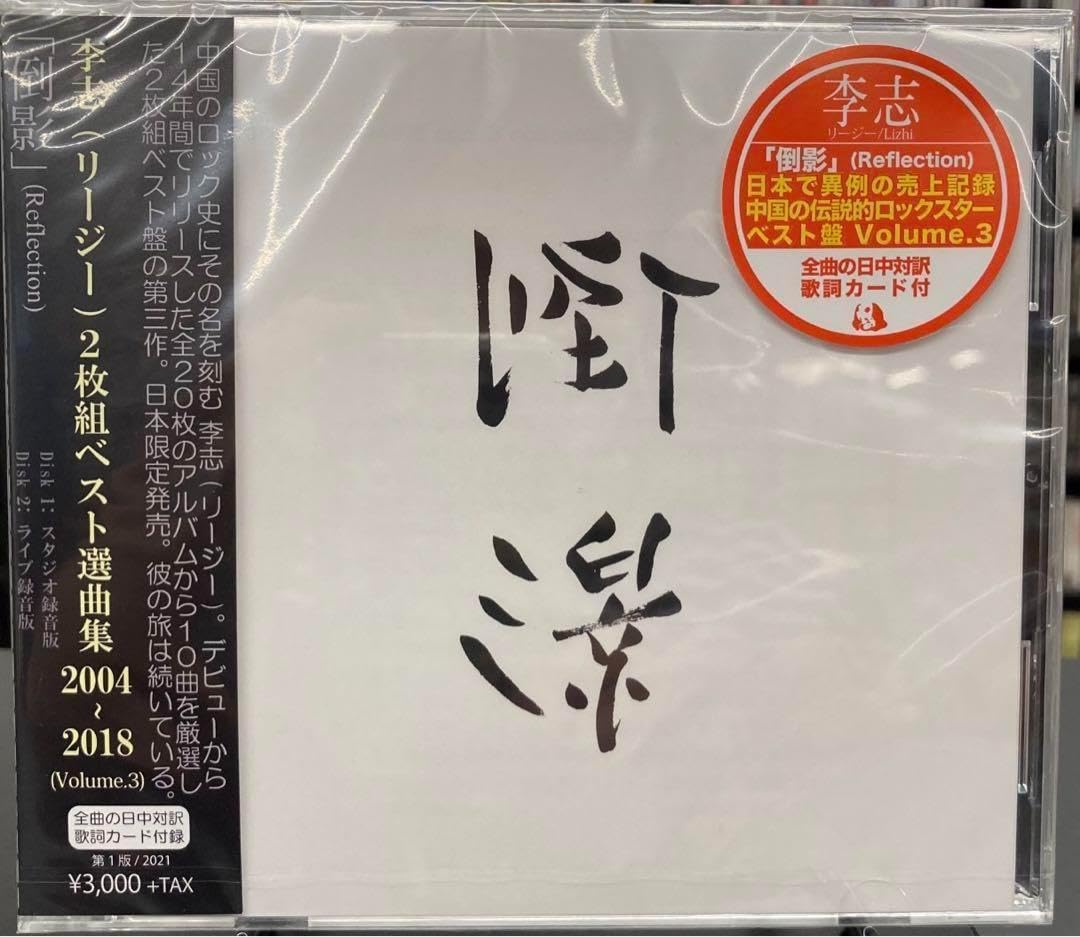 中国のロック史にその名を刻む 李志(リージー)。デビューから
14年間でリリースした全20枚のアルバムから10曲を厳選し
た2枚組ベスト盤の第三作。日本限定発売。彼の旅は続いている。
李志(リージー)2枚組ベスト選曲集
2004
~
2018
(Volume.3)
「倒影」(Reflection)
Disk 1: スタジオ録音版
Disk 2: ライブ録音版
全曲の日中対訳
歌詞カード付録
第1版/2021
¥3,000 +TAX
李志
リージー/Lizhi
「倒影」(Reflection)
日本で異例の売上記録
中国の伝説的ロックスター
ベスト盤 Volume.3
全曲の日中対訳
歌詞カード付
倒影